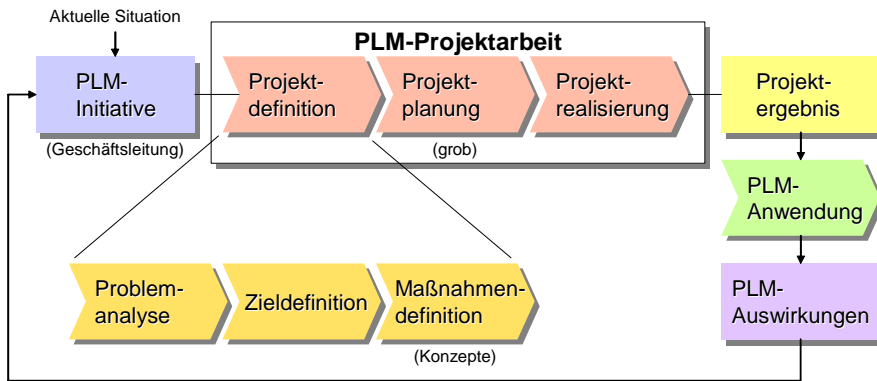 Aktuelle Situation
PLM-Projektarbeit
PLM-
Initiative
(Geschäftsleitung)
Projekt-
definition
Projekt-
planung
(grob)
Projekt-
realisierung
Projekt-
ergebnis
PLM-
Anwendung
PLM-
Auswirkungen
Problem-
analyse
Zieldefinition
Maßnahmen-
definition
(Konzepte)